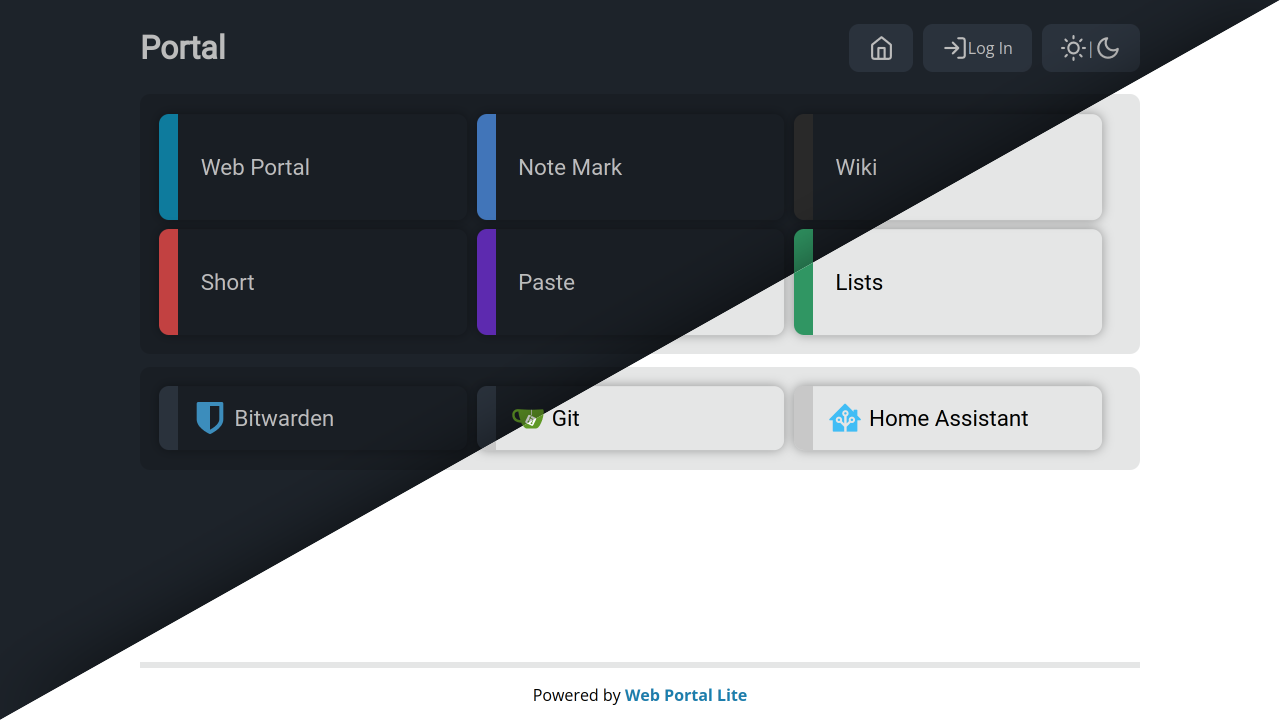 Portal
Log In
|
Web Portal
Note Mark
Wiki
Short
Paste
Lists
Bitwarden
Git
Home Assistant
Powered by Web Portal Lite